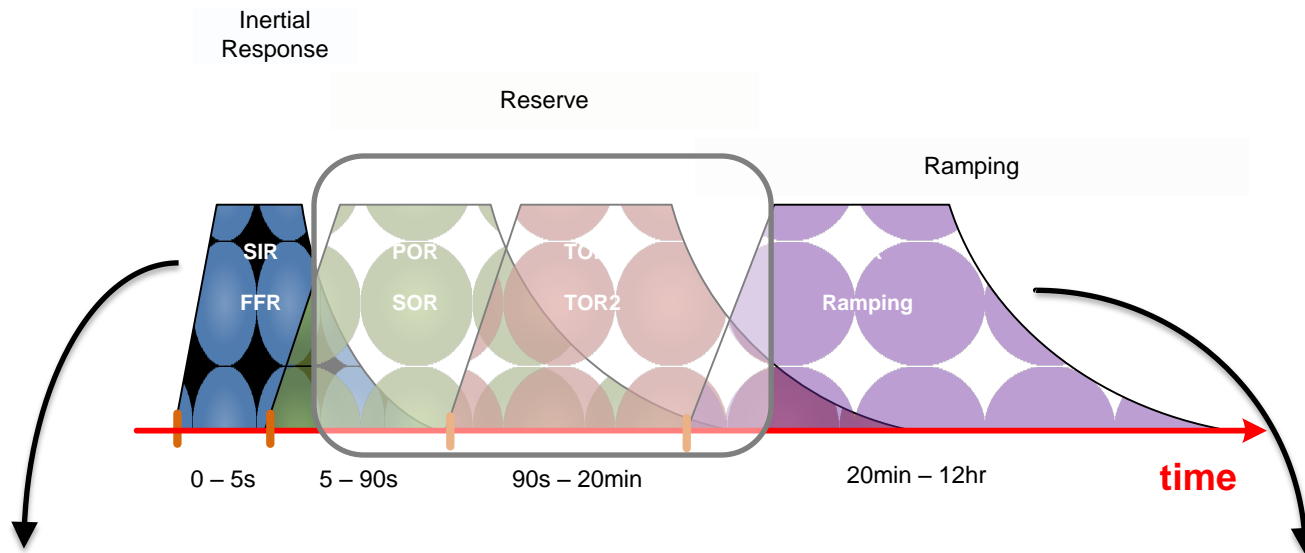 Inertial
Response
Reserve
Ramping
SIR
POR
FFR
SOR
TOR2
Ramping
0 – 5s
5 – 90s
90s – 20min
20min – 12hr
time